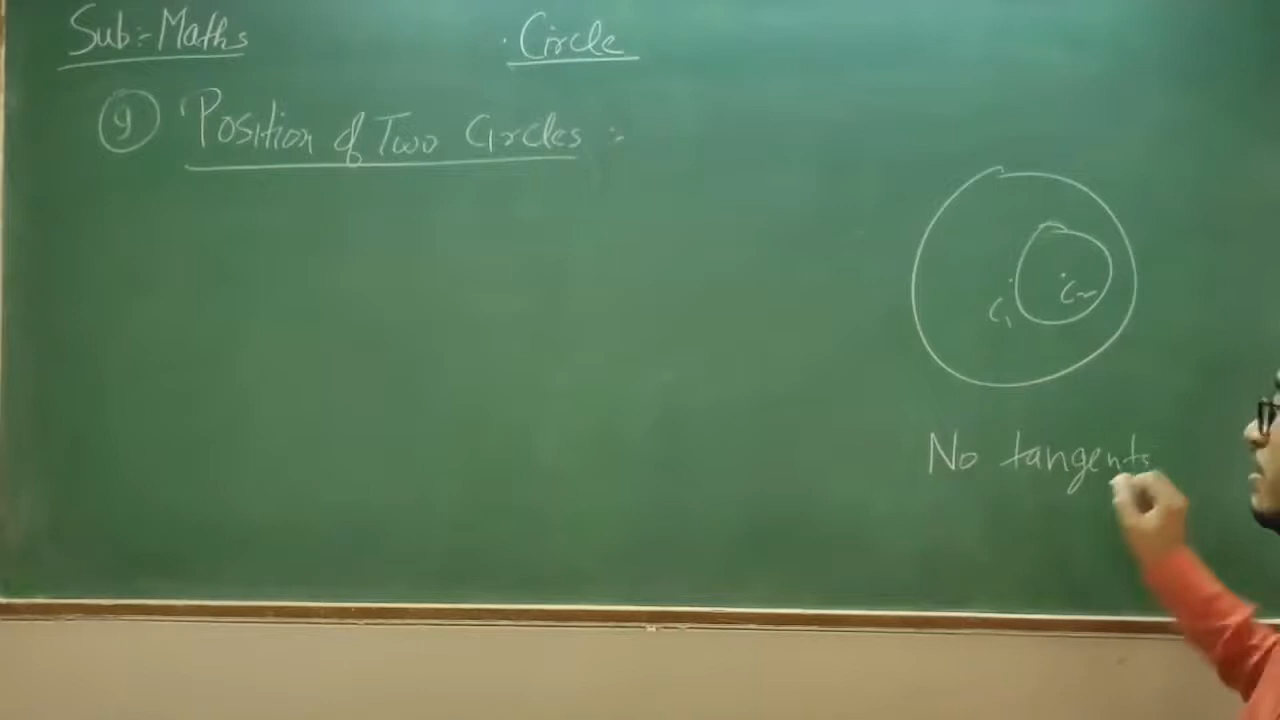 Sub:- Maths
Circle
9 Position of Two Circles :-
C1
C2
No tangents